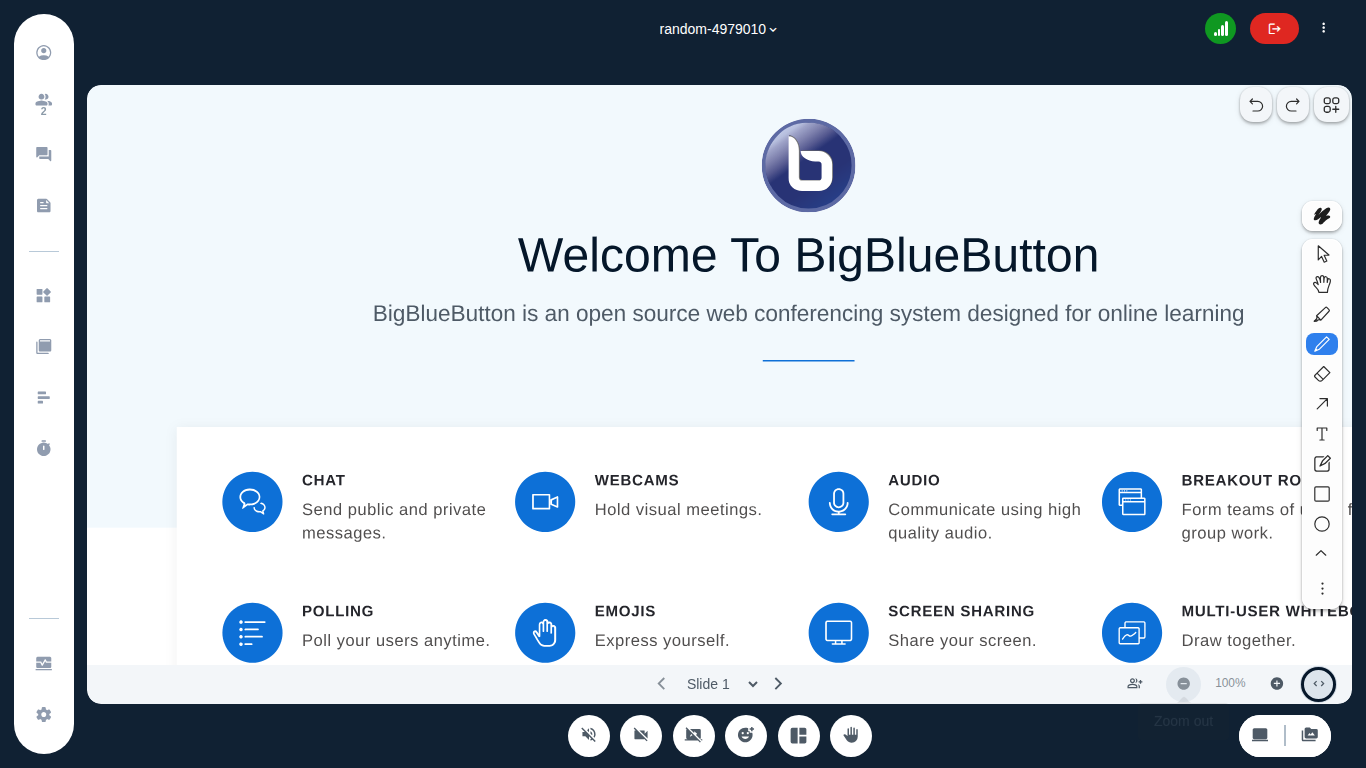 random-4979010
2
Welcome To BigBlueButton
BigBlueButton is an open source web conferencing system designed for online learning
CHAT
Send public and private
messages.
WEBCAMS
Hold visual meetings.
AUDIO
Communicate using high
quality audio.
BREAKOUT RO
Form teams of
group work.
POLLING
Poll your users anytime.
EMOJIS
Express yourself.
SCREEN SHARING
Share your screen.
MULTI-USER WHITEB
Draw together.
Slide 1
100%
Zoom out